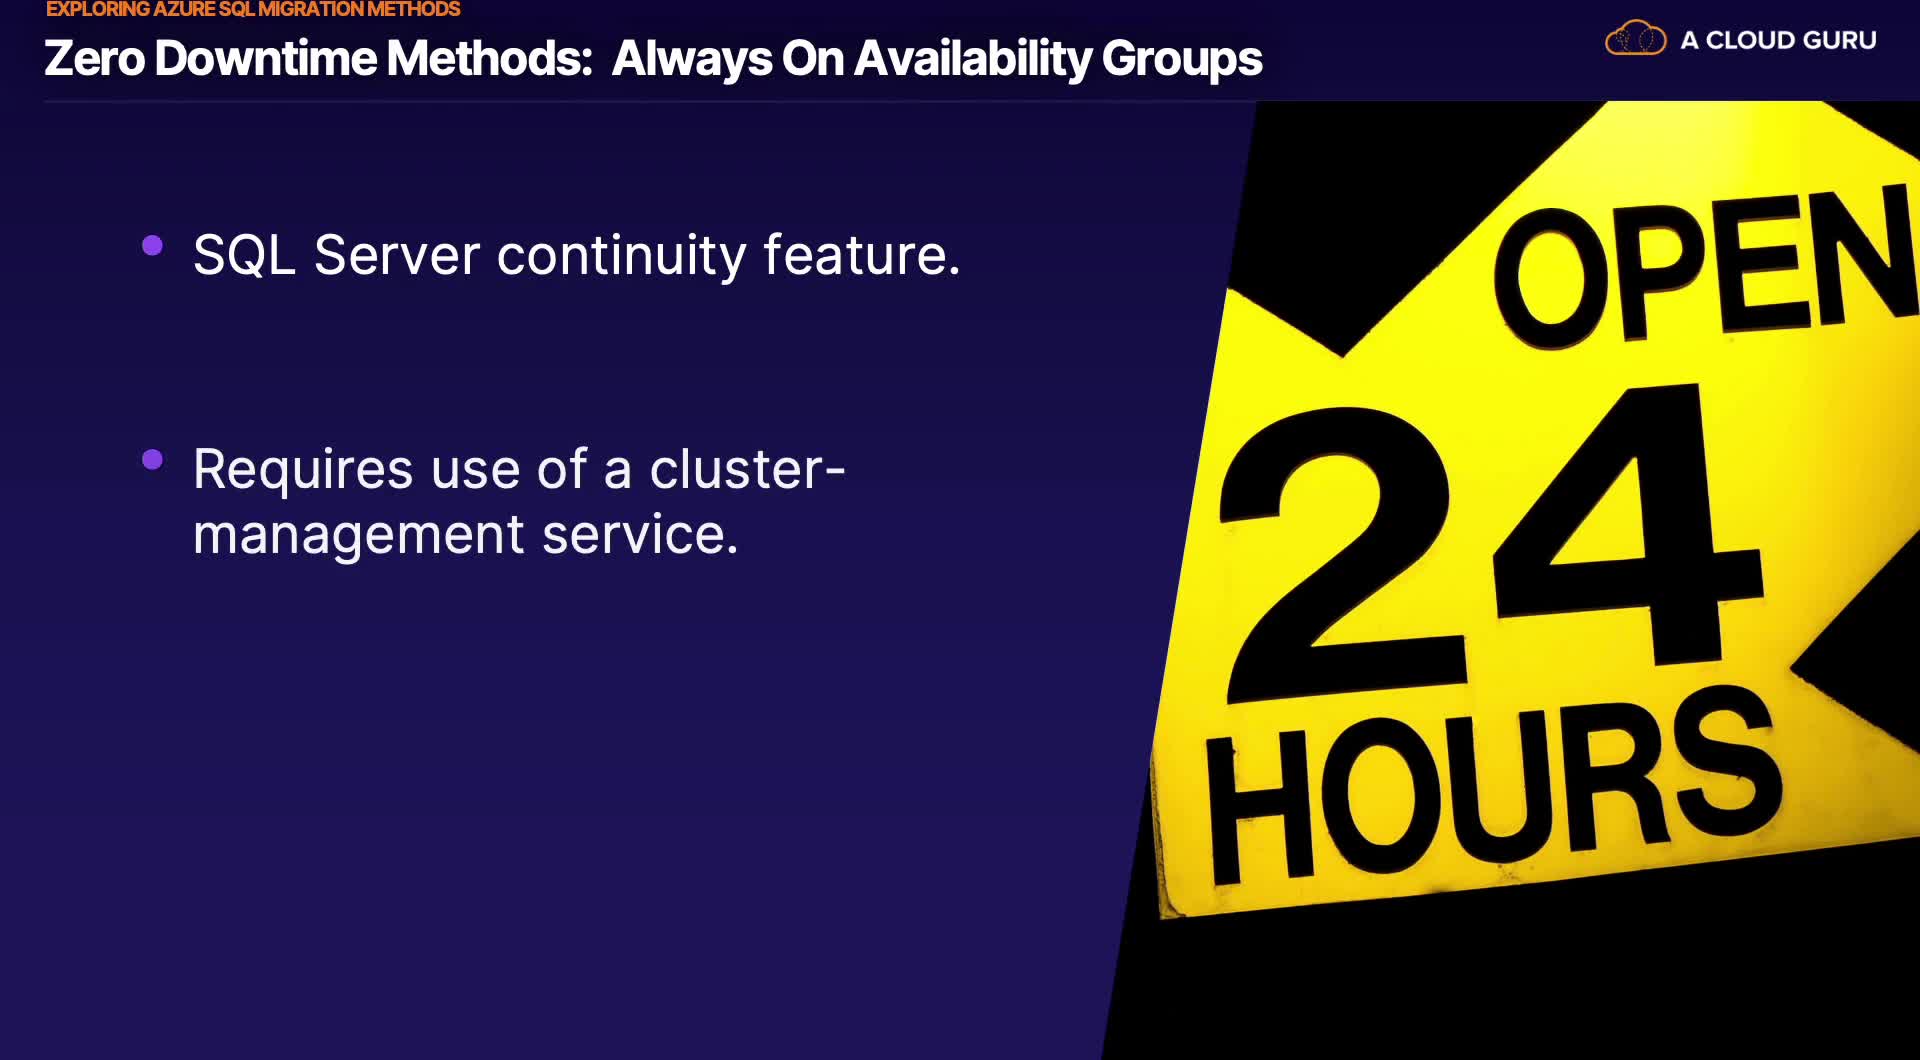 EXPLORING AZURE SQL MIGRATION METHODS
Zero Downtime Methods: Always On Availability Groups
A CLOUD GURU
SQL Server continuity feature.
Requires use of a cluster-
management service.
OPEN
24
HOURS